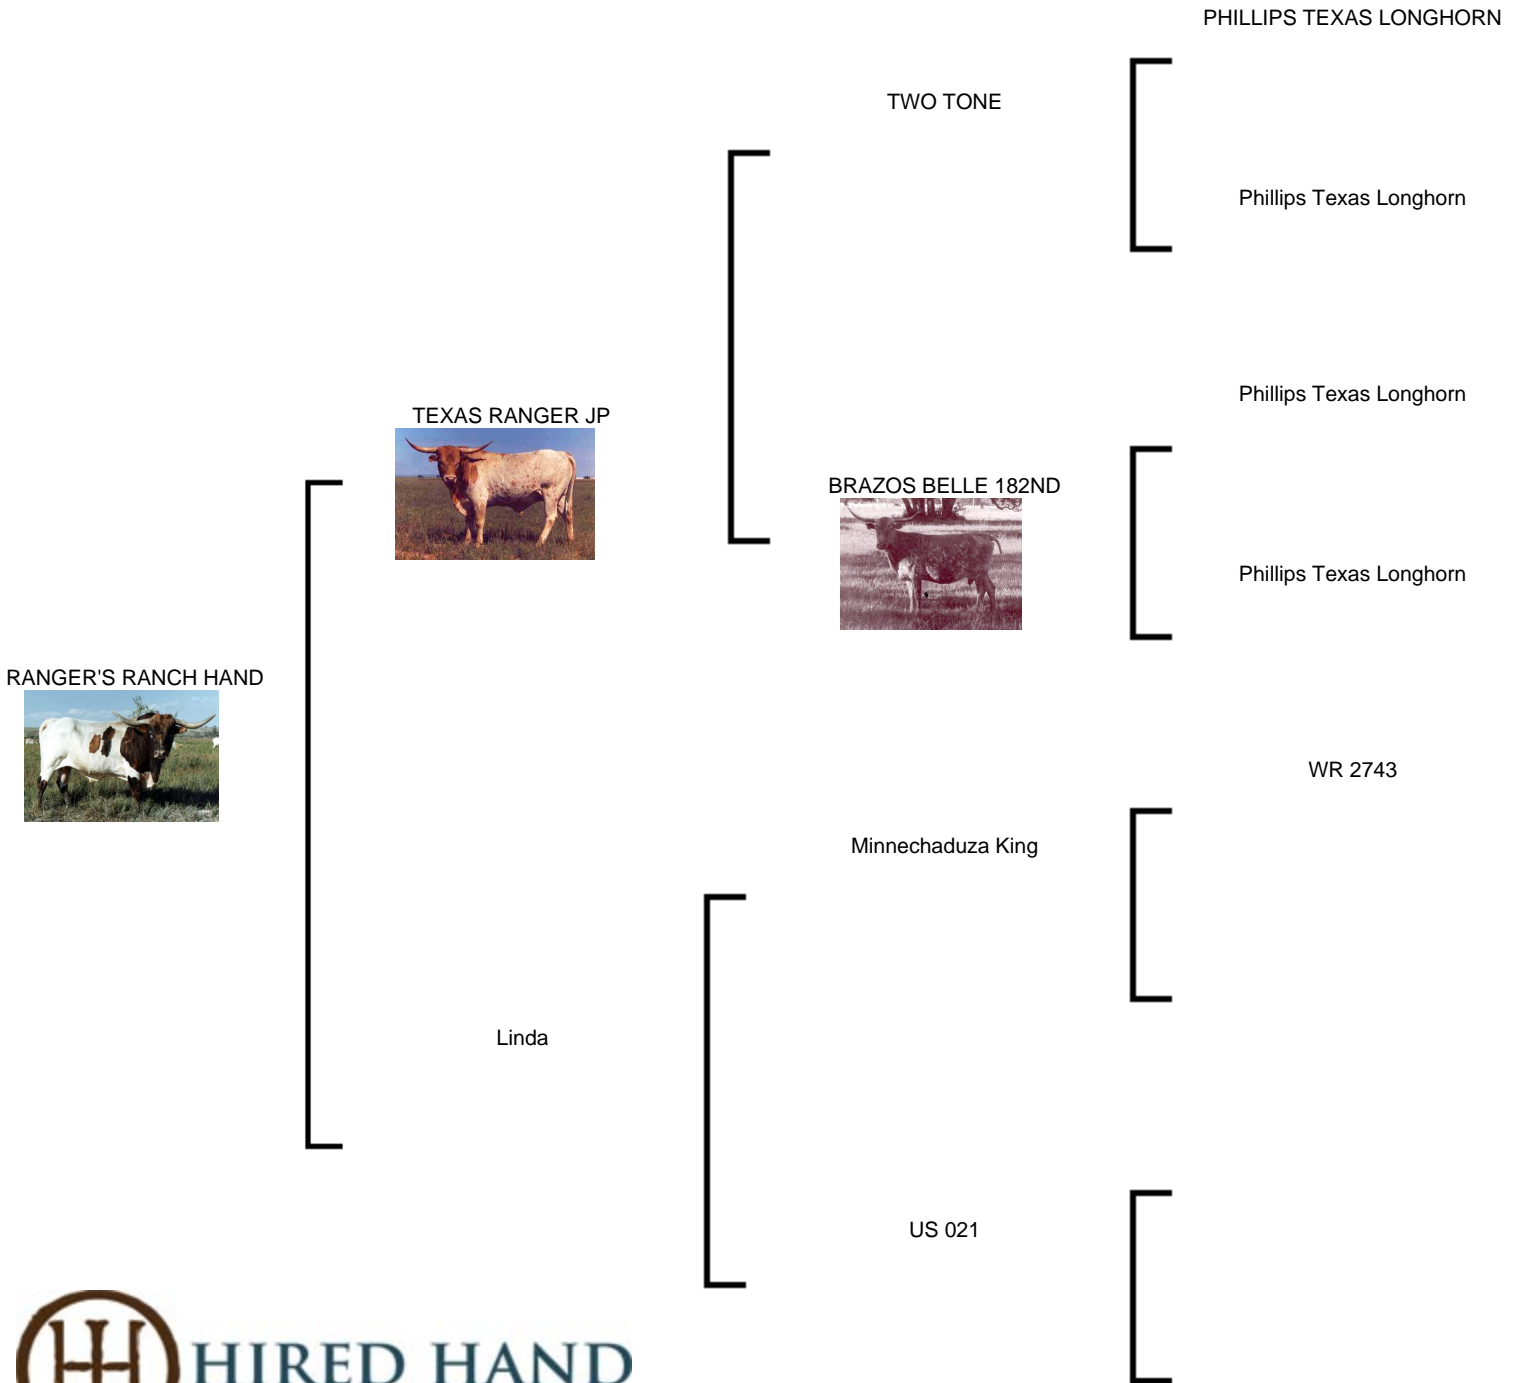 PHILLIPS TEXAS LONGHORN
TWO TONE
Phillips Texas Longhorn
Phillips Texas Longhorn
TEXAS RANGER JP
BRAZOS BELLE 182ND
Phillips Texas Longhorn
RANGER'S RANCH HAND
WR 2743
Minnechaduza King
Linda
US 021
HIRED HAND